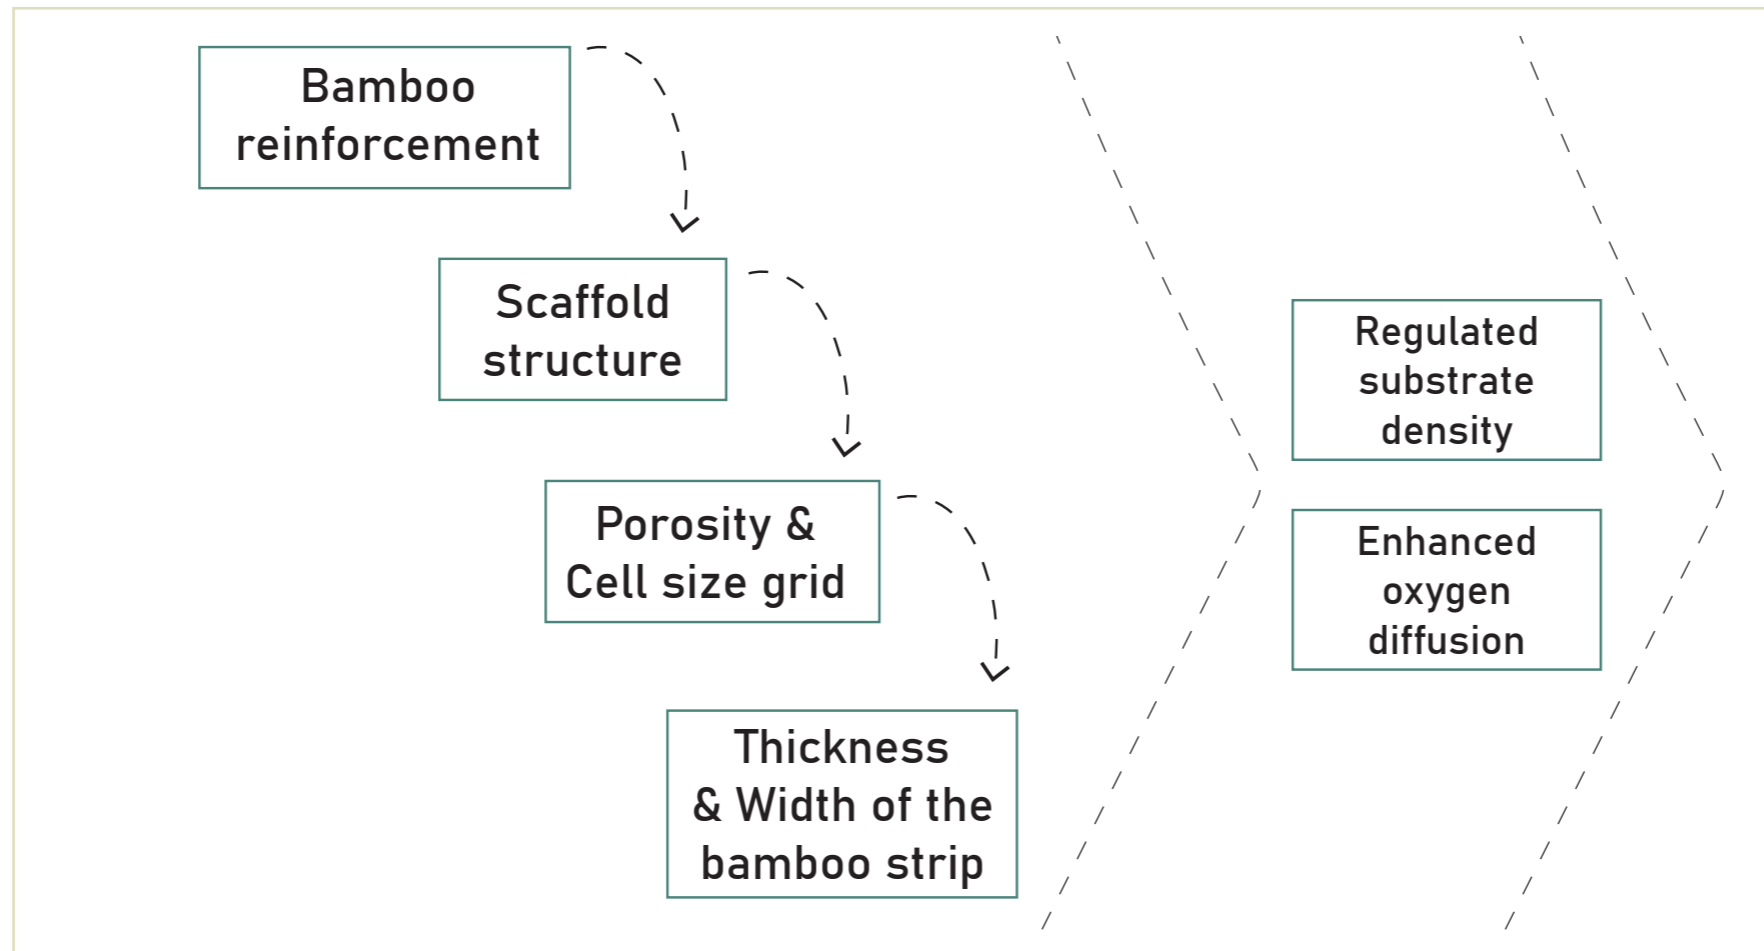 Bamboo
reinforcement
Scaffold
structure
Porosity &
Cell size grid
Thickness
& Width of the
bamboo strip
Regulated
substrate
density
Enhanced
oxygen
diffusion